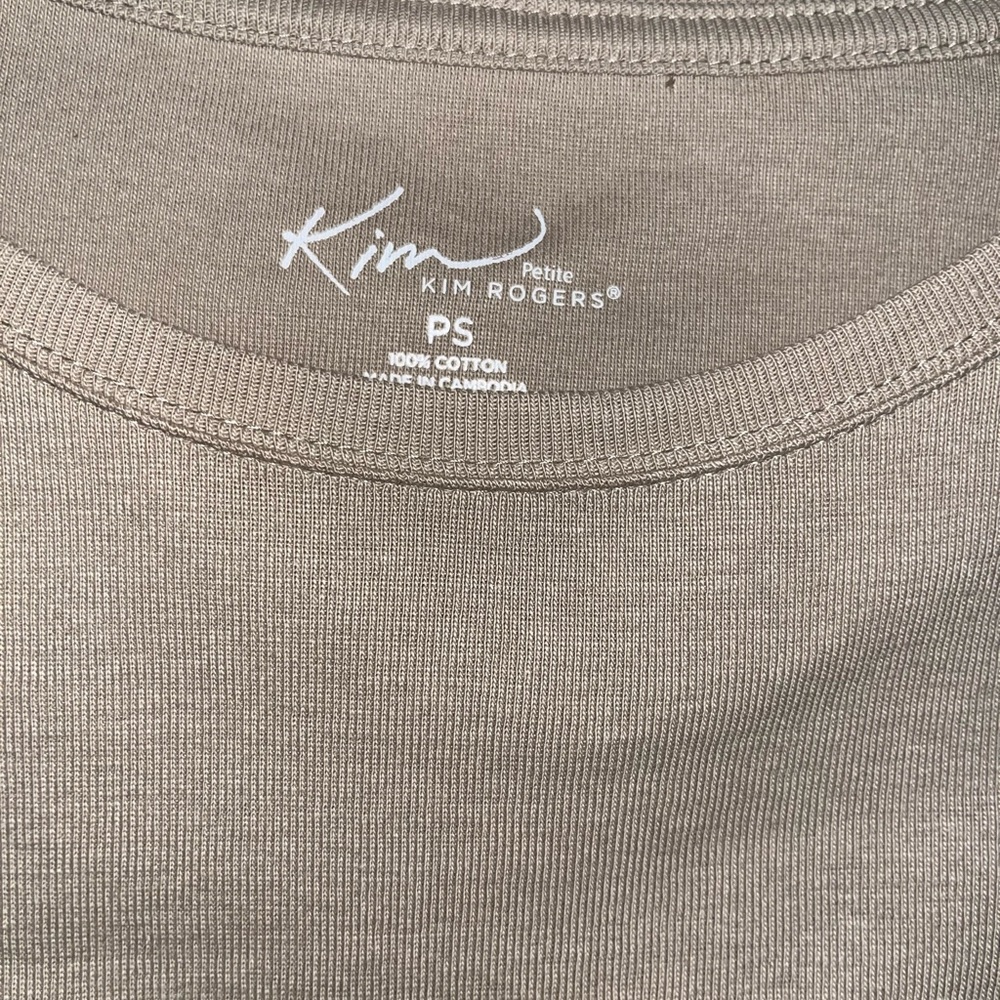 Kim
Petite
KIM ROGERS®
PS
100% COTTON
MADE IN CAMBODIA